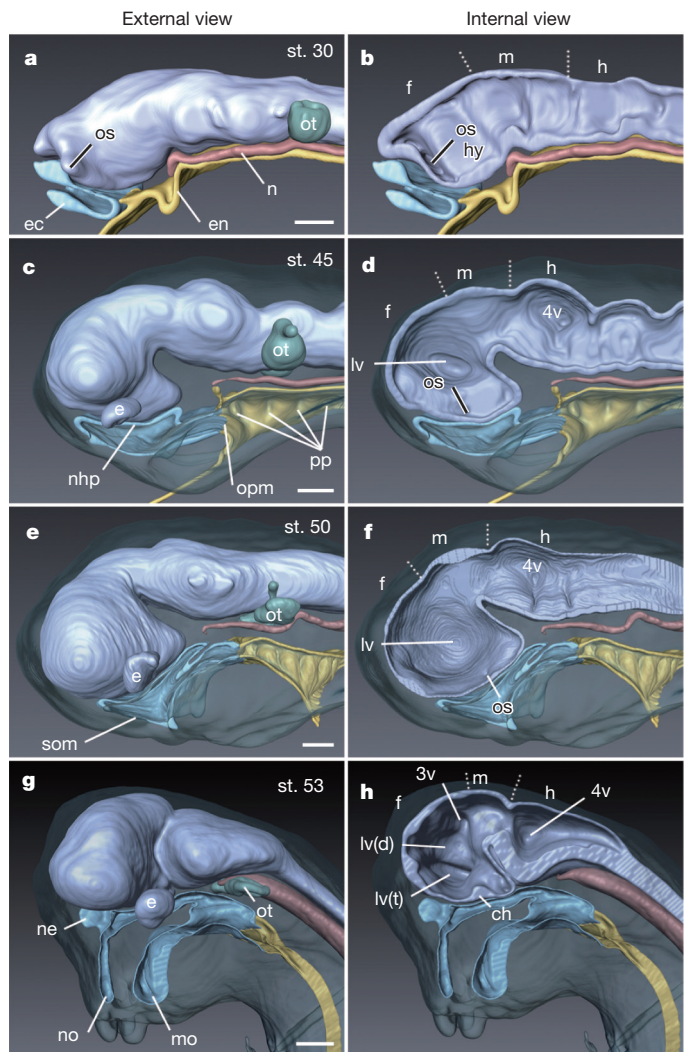 External view
Internal view
a
st. 30
os
ot
ec
en
n
b
f
m
h
os
hy
c
st. 45
ot
e
nhp
opm
pp
d
f
m
h
4v
lv
os
e
st. 50
ot
e
som
f
f
m
h
4v
lv
os
g
st. 53
e
ot
ne
no
mo
h
f
3v
m
h
4v
lv(d)
lv(t)
ch